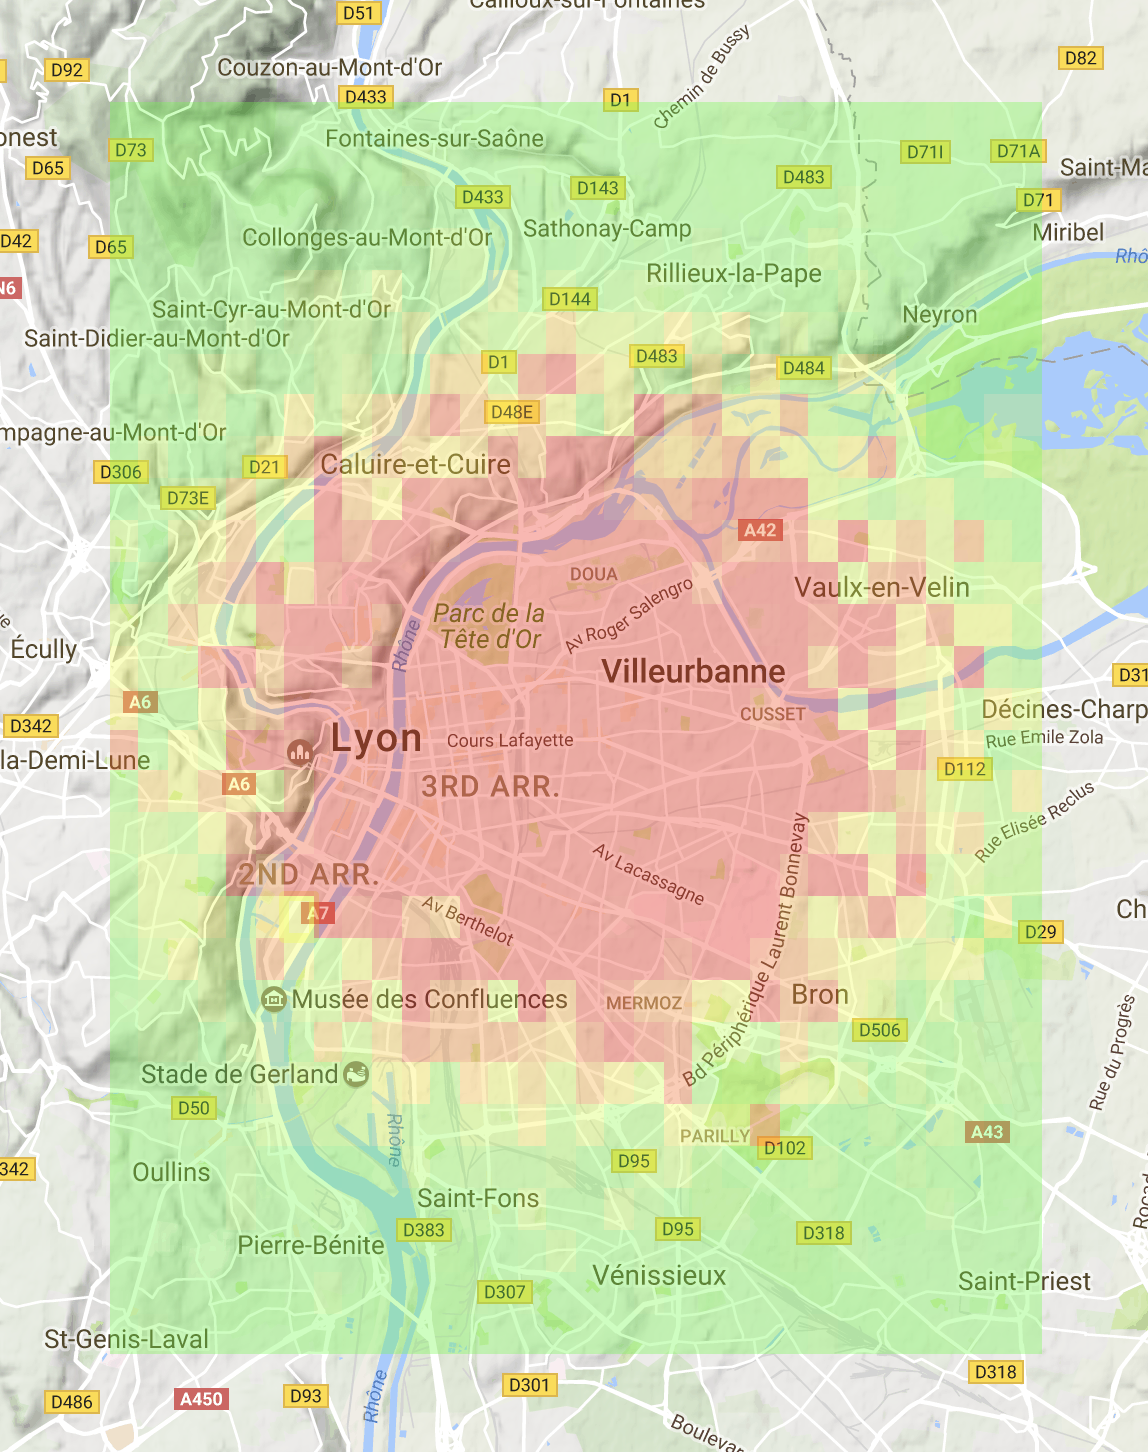 Cailloux-sur-Fontaines
D51
D92
Couzon-au-Mont-d'Or
D82
D433
D1
Chemin de Bussy
onest
Fontaines-sur-Saône
D73
D71I
D71A
D65
Saint-Ma
D483
D143
D433
D71
Sathonay-Camp
Miribel
D42
D65
Collonges-au-Mont-d'Or
Rhô
Rillieux-la-Pape
N6
D144
Saint-Cyr-au-Mont-d'Or
Neyron
Saint-Didier-au-Mont-d'Or
D1
D483
D484
D48E
mpagne-au-Mont-d'Or
Caluire-et-Cuire
D306
D21
D73E
A42
DOUA
Vaulx-en-Velin
Parc de la
Tête d'Or
Av Roger Salengro
ue
Rhône
Écully
Villeurbanne
D31
A6
D342
CUSSET
Décines-Charp
Lyon
Cours Lafayette
Rue Emile Zola
la-Demi-Lune
D112
A6
3RD ARR.
Rue Elisée Reclus
Av Lacassagne
Bd Périphérique Laurent Bonnevay
2ND ARR.
A7
Av Berthelot
Ch
D29
Musée des Confluences
MERMOZ
Bron
D506
Rue du Progrès
Stade de Gerland
D50
Rhône
PARILLY
A43
D102
342
Oullins
D95
Rocad
Saint-Fons
D383
D95
D318
Pierre-Bénite
Vénissieux
Saint-Priest
D307
St-Genis-Laval
D318
D486
A450
D93
Rhône
D301
Boulevar